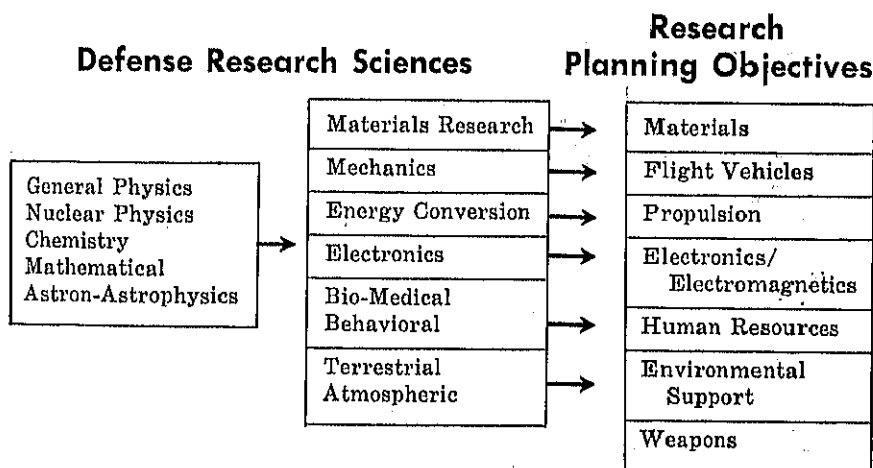 Defense Research Sciences
Research
Planning Objectives
General Physics
Nuclear Physics
Chemistry
Mathematical
Astron-Astrophysics
Materials Research
Mechanics
Energy Conversion
Electronics
Bio-Medical
Behavioral
Terrestrial
Atmospheric
Materials
Flight Vehicles
Propulsion
Electronics/
Electromagnetics
Human Resources
Environmental
Support
Weapons